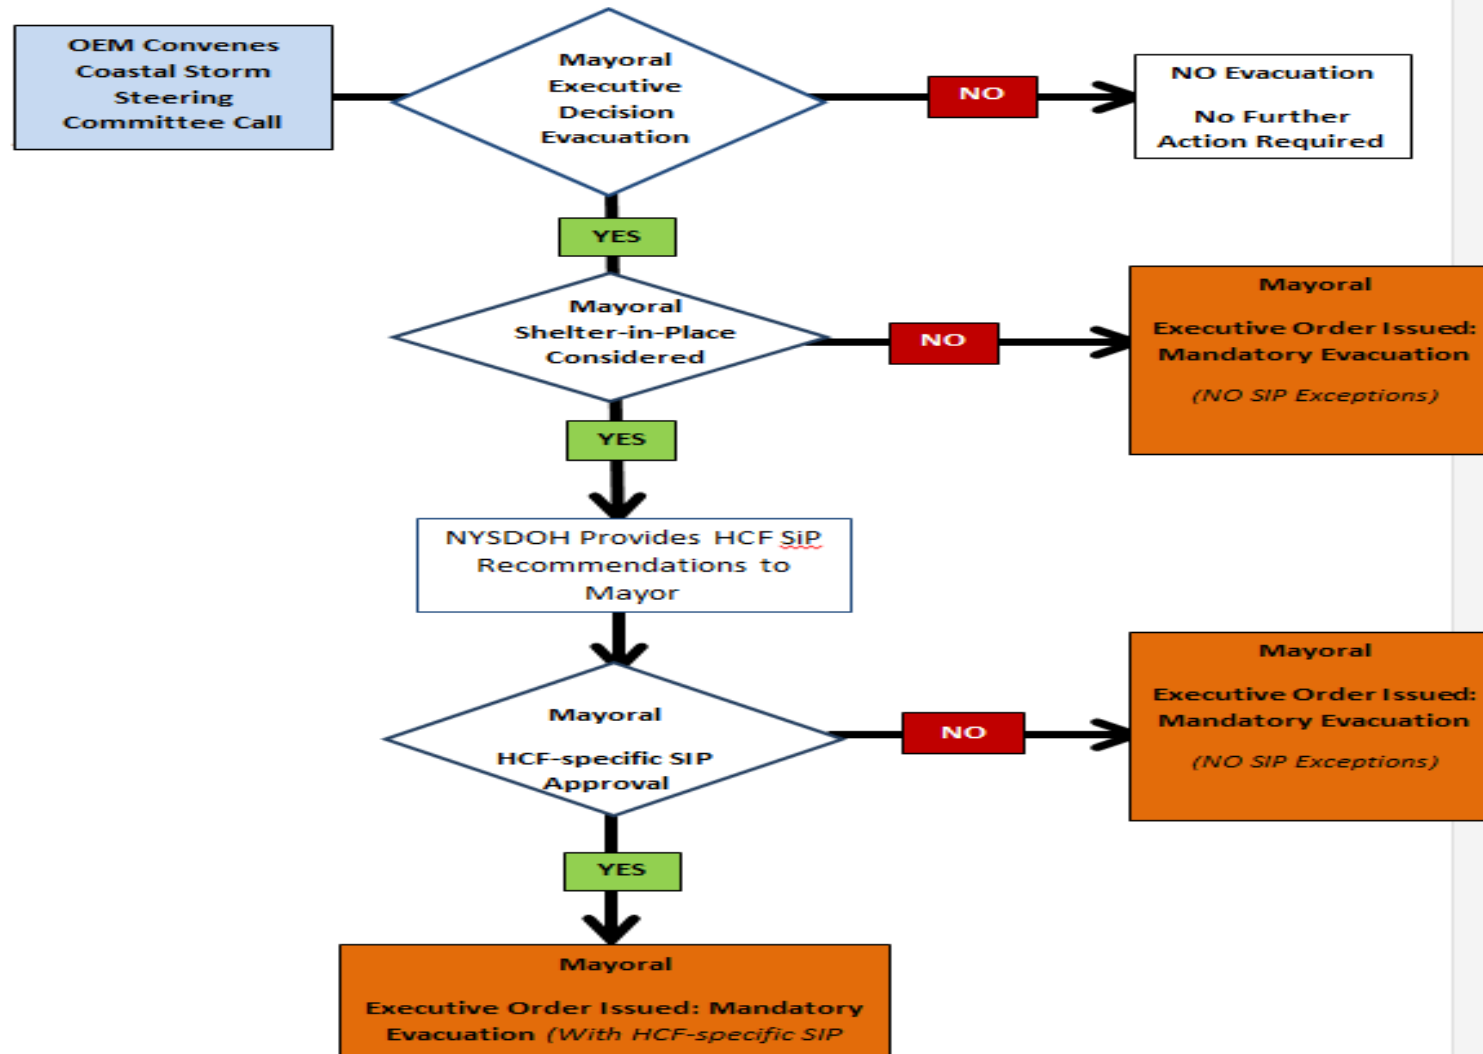 OEM Convenes
Coastal Storm
Steering
Committee Call
Mayoral
Executive
Decision
Evacuation
NO
NO Evacuation
No Further
Action Required
YES
Mayoral
Shelter-in-Place
Considered
NO
Mayoral
Executive Order Issued:
Mandatory Evacuation
(NO SIP Exceptions)
YES
NYSDOH Provides HCF SiP
Recommendations to
Mayor
Mayoral
HCF-specific SIP
Approval
NO
Mayoral
Executive Order Issued:
Mandatory Evacuation
(NO SIP Exceptions)
YES
Mayoral
Executive Order Issued: Mandatory
Evacuation (With HCF-specific SIP